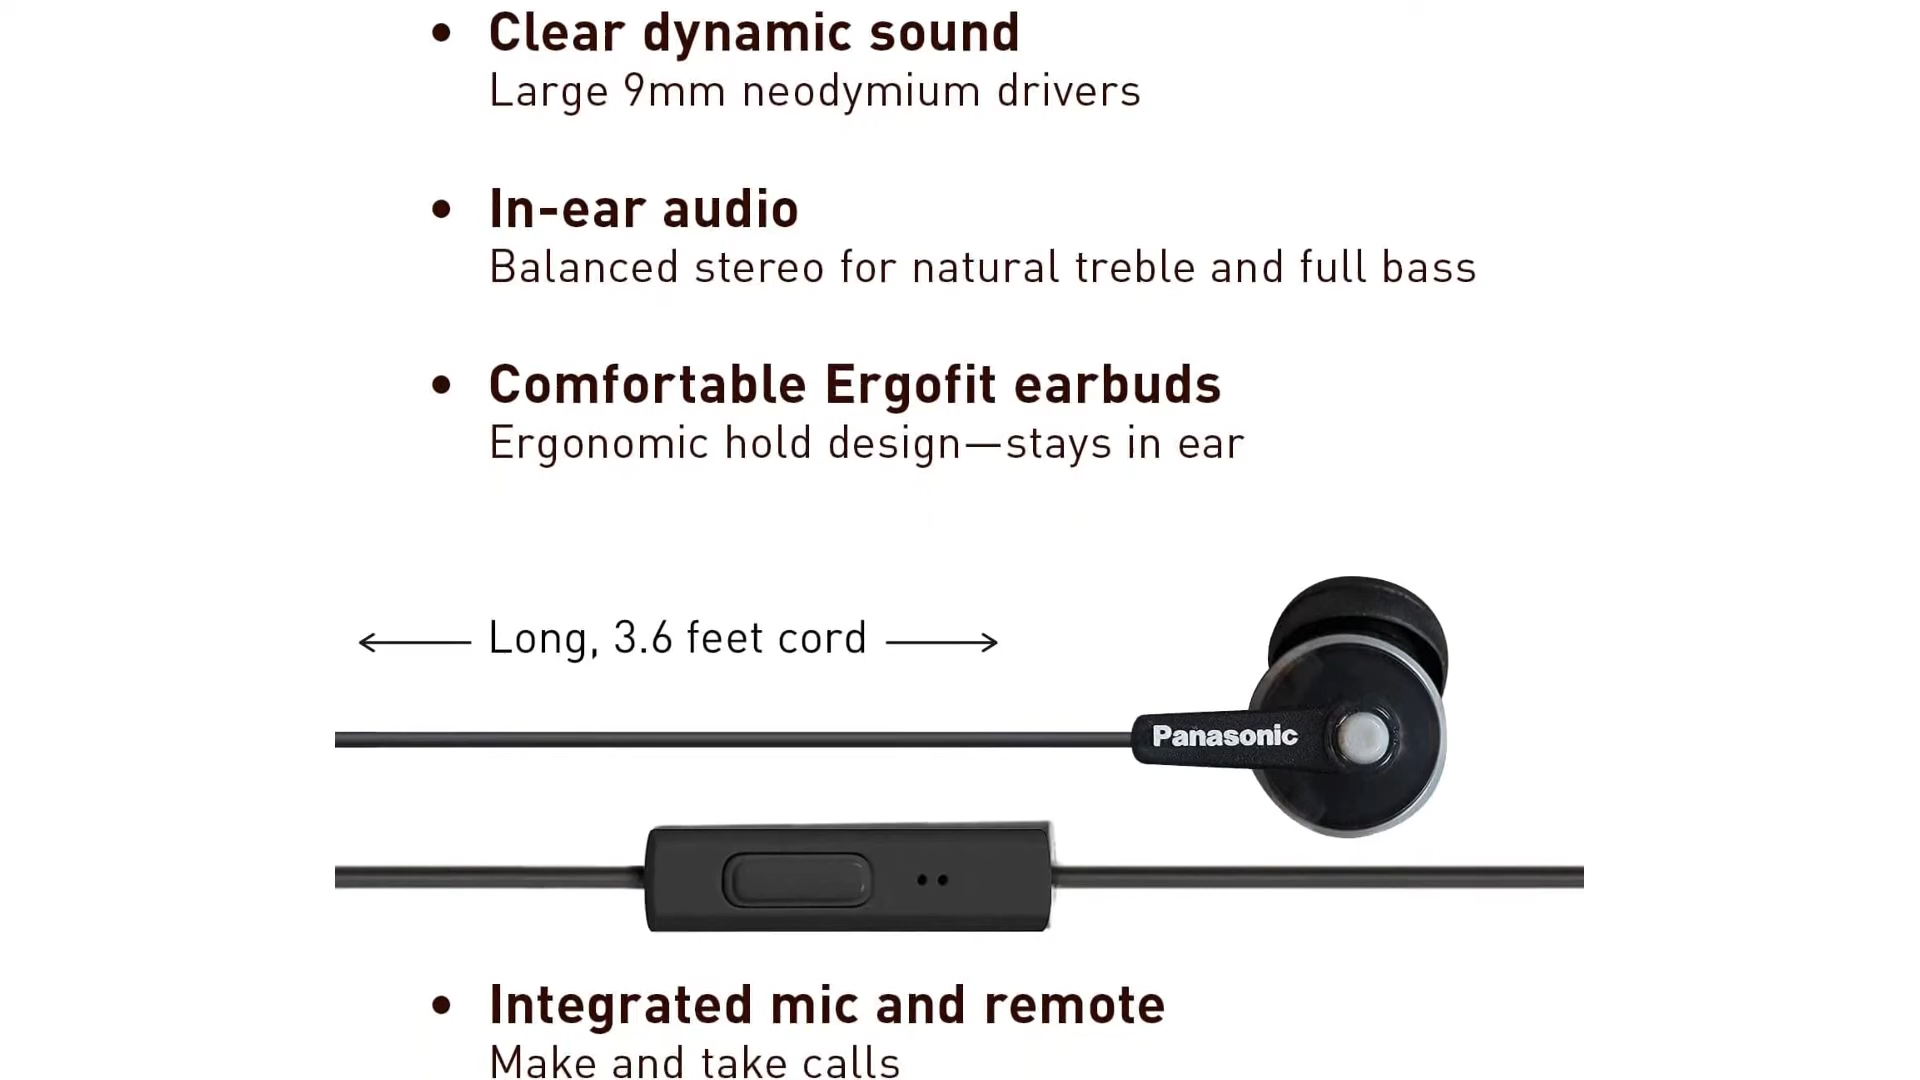 • Clear dynamic sound
Large 9mm neodymium drivers
• In-ear audio
Balanced stereo for natural treble and full bass
• Comfortable Ergofit earbuds
Ergonomic hold design—stays in ear
Long, 3.6 feet cord
Panasonic
• Integrated mic and remote
Make and take calls